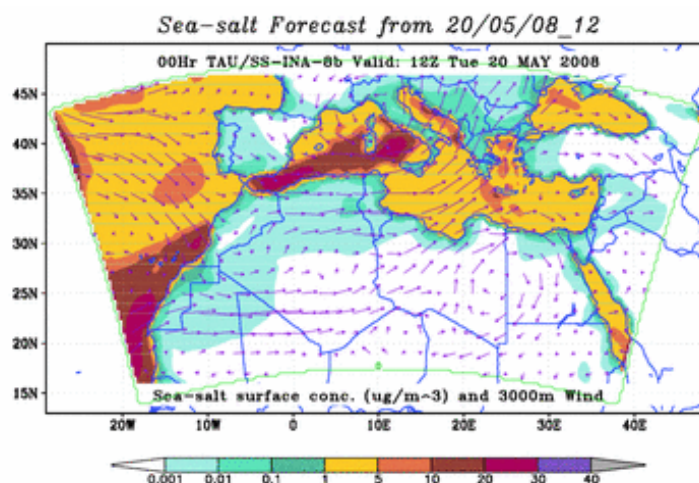 Sea-salt Forecast from 20/05/08_12
00Hr TAU/SS-INA-8b Valid: 12Z Tue 20 MAY 2008
45N
40N
35N
30N
25N
20N
15N
0
Sea-salt surface conc. (ug/m^3) and 3000m Wind
20W 10W 0 10E 20E 30E 40E
0.001 0.01 0.1 1 5 10 20 30 40